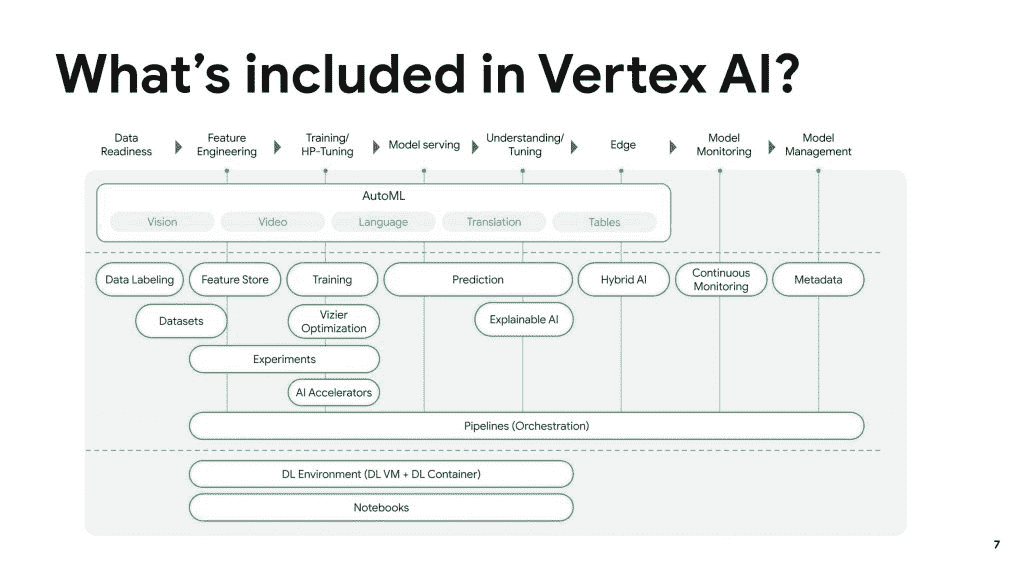 What's included in Vertex AI?
Data
Readiness
Feature
Engineering
Training/
HP-Tuning
Model serving
Understanding/
Tuning
Edge
Model
Monitoring
Model
Management
AutoML
Vision
Video
Language
Translation
Tables
Data Labeling
Feature Store
Training
Prediction
Hybrid AI
Continuous
Monitoring
Metadata
Datasets
Vizier
Optimization
Explainable AI
Experiments
AI Accelerators
Pipelines (Orchestration)
DL Environment (DL VM + DL Container)
Notebooks
7